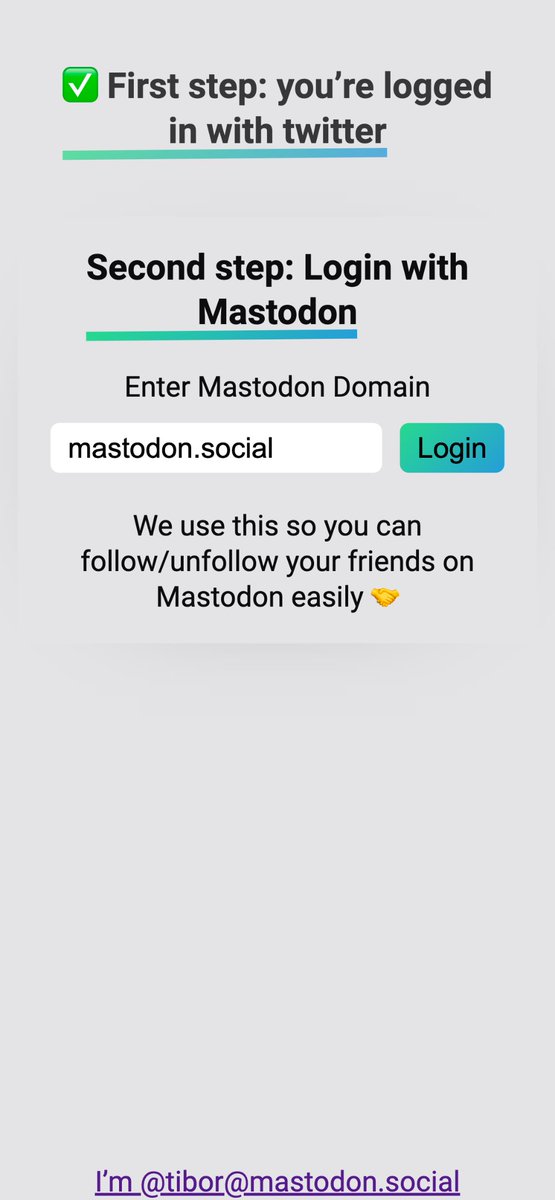 ✅ First step: you’re logged
in with twitter
Second step: Login with
Mastodon
Enter Mastodon Domain
mastodon.social
Login
We use this so you can
follow/unfollow your friends on
Mastodon easily 🤝
I’m @tibor@mastodon.social